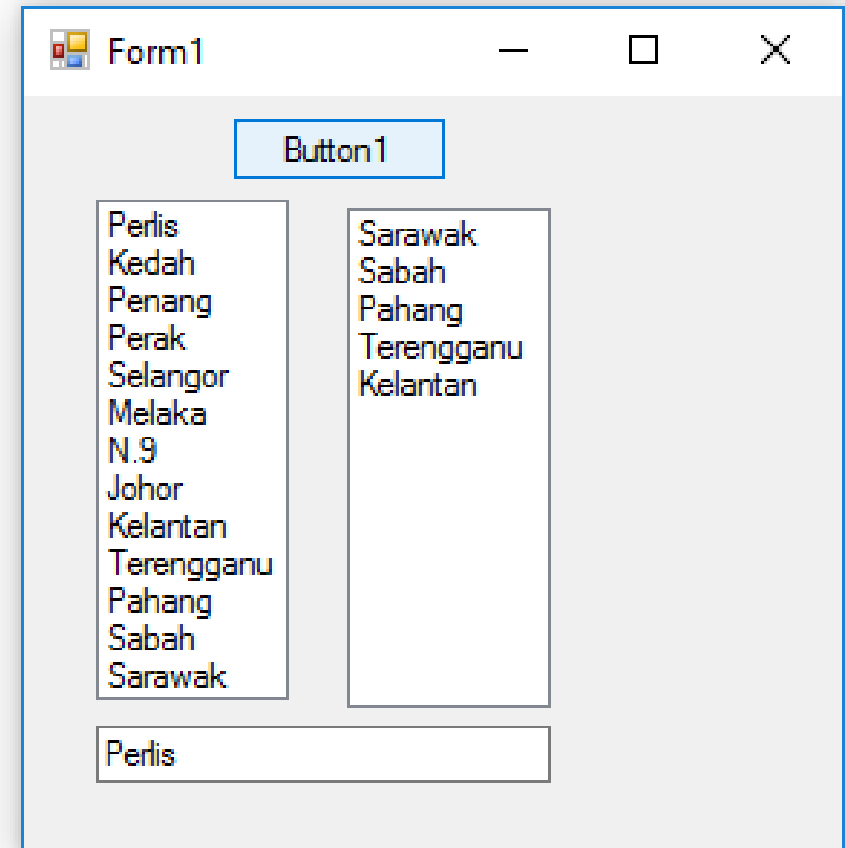 Form1
Button1
Perlis
Kedah
Penang
Perak
Selangor
Melaka
N.9
Johor
Kelantan
Terengganu
Pahang
Sabah
Sarawak
Sarawak
Sabah
Pahang
Terengganu
Kelantan
Perlis